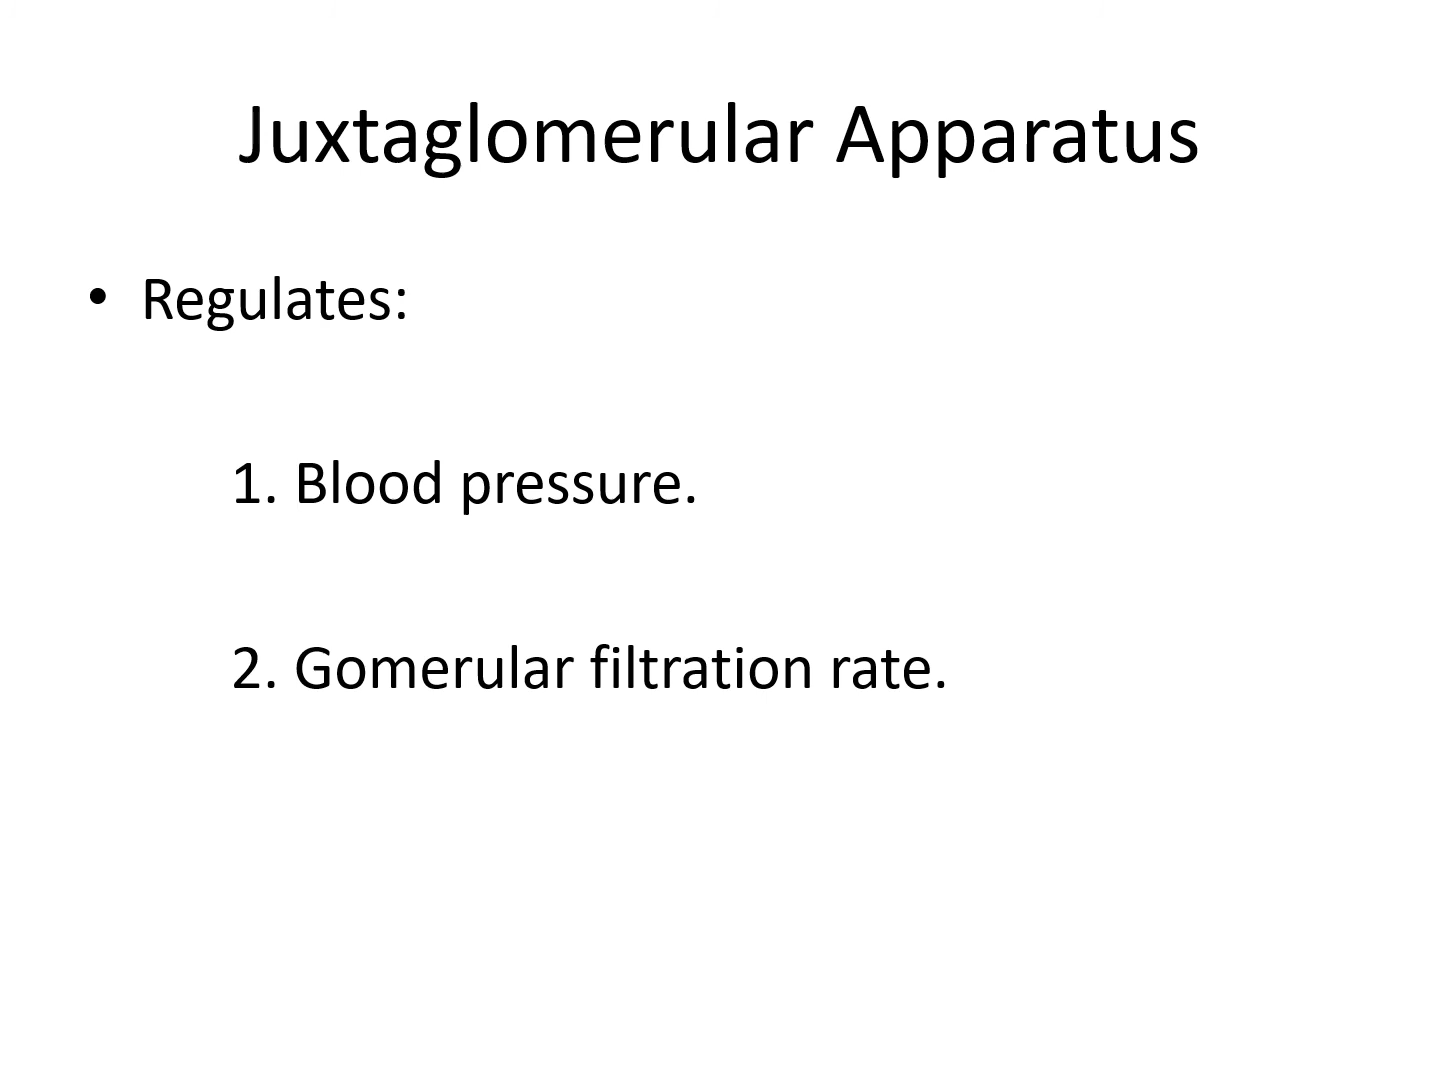 Juxtaglomerular Apparatus
• Regulates:
1. Blood pressure.
2. Gomerular filtration rate.